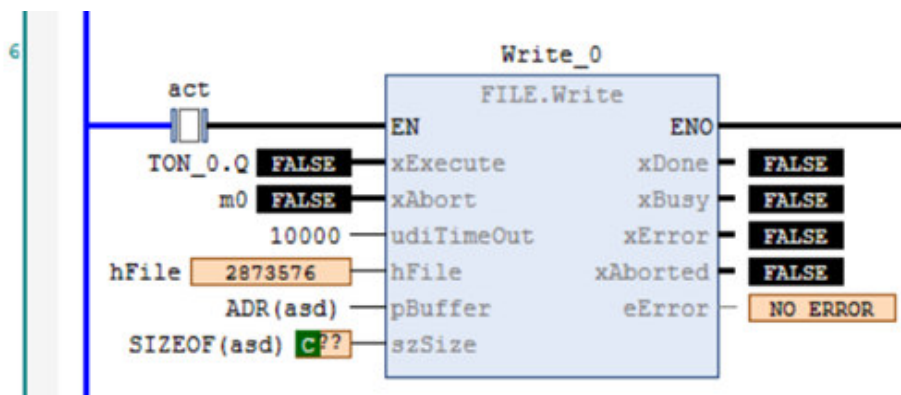 6
Write_0
act
FILE.Write
EN ENO
TON_0.Q FALSE xExecute xDone FALSE
m0 FALSE xAbort xBusy FALSE
10000 udiTimeOut xError FALSE
hFile 2873576 hFile xAborted FALSE
ADR(asd) pBuffer eError NO ERROR
SIZEOF(asd) C ?? szSize